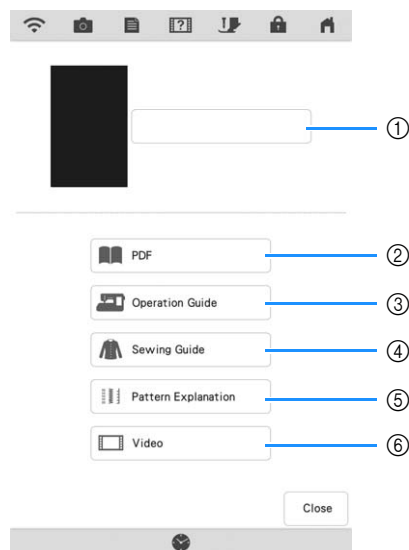 ?
①
PDF
②
Operation Guide
③
Sewing Guide
④
Pattern Explanation
⑤
Video
⑥
Close